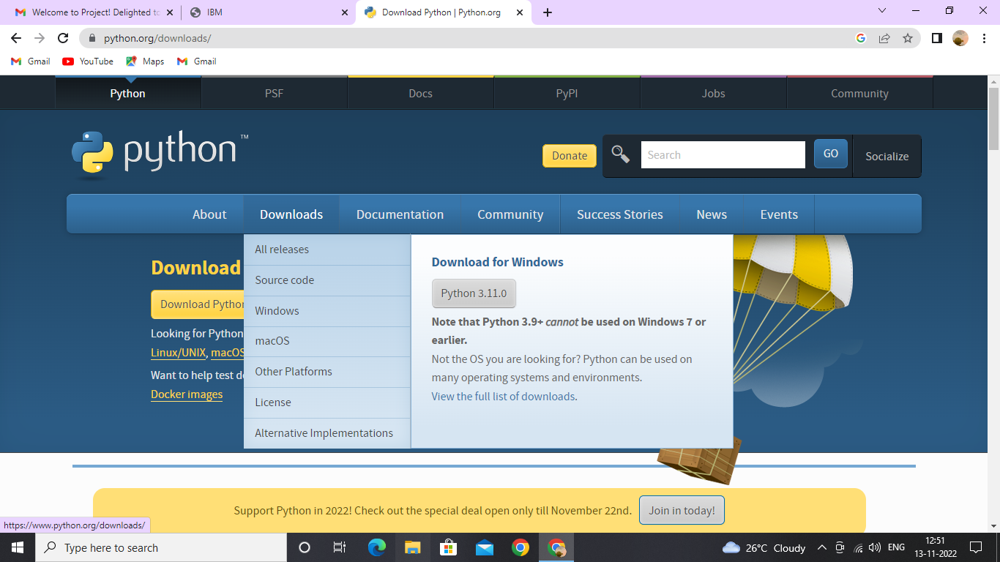 Welcome to Project! Delighted to
IBM
Download Python | Python.org
python.org/downloads/
Gmail
YouTube
Maps
Gmail
Python
PSF
Docs
PyPI
Jobs
Community
python™
Donate
Search
GO
Socialize
About
Downloads
Documentation
Community
Success Stories
News
Events
All releases
Source code
Windows
macOS
Other Platforms
License
Alternative Implementations
Download for Windows
Python 3.11.0
Note that Python 3.9+ cannot be used on Windows 7 or
earlier.
Not the OS you are looking for? Python can be used on
many operating systems and environments.
View the full list of downloads.
Download
Download Python
Looking for Python
Linux/UNIX, macOS
Want to help test
Docker images
Support Python in 2022! Check out the special deal open only till November 22nd.
Join in today!
https://www.python.org/downloads/
Type here to search
26°C Cloudy
ENG
12:51
13-11-2022